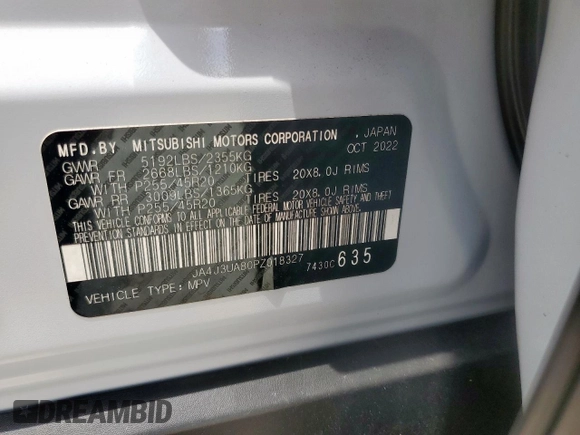 MFD.BY MITSUBISHI MOTORS CORPORATION , JAPAN
OCT 2022
GVWR 5192LBS/2355KG
GAWR FR 2668LBS/1210KG
WITH P255/45R20 TIRES 20X8.0J RIMS
GAWR RR 3009LBS/1365KG
WITH P255/45R20 TIRES 20X8.0J RIMS
THIS VEHICLE CONFORMS TO ALL APPLICABLE FEDERAL MOTOR VEHICLE SAFETY AND THEFT
PREVENTION STANDARDS IN EFFECT ON THE DATE OF MANUFACTURE SHOWN ABOVE.
JA4J3UA80PZ018327
7430C 635
VEHICLE TYPE: MPV
DREAMBID